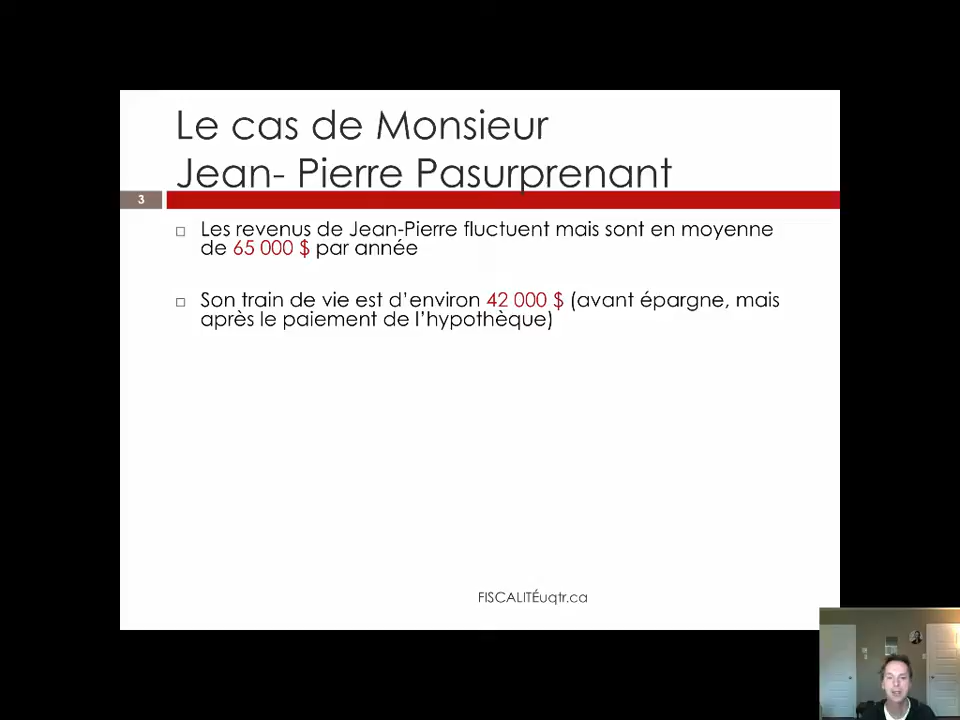 Le cas de Monsieur
Jean- Pierre Pasurprenant
3
Les revenus de Jean-Pierre fluctuent mais sont en moyenne
de 65 000 $ par année
Son train de vie est d’environ 42 000 $ (avant épargne, mais
après le paiement de l’hypothèque)
FISCALITÉuqtr.ca